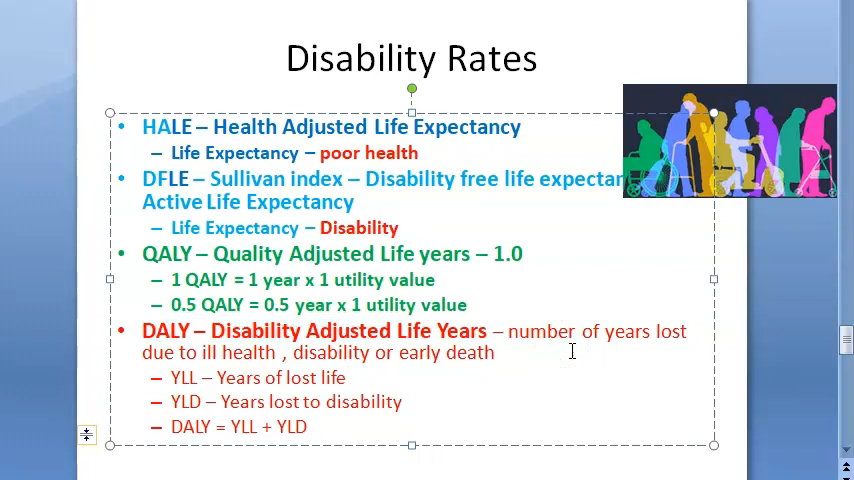 Disability Rates
• HALE – Health Adjusted Life Expectancy
– Life Expectancy – poor health
• DFLE – Sullivan index – Disability free life
Active Life Expectancy
– Life Expectancy – Disability
• QALY – Quality Adjusted Life years – 1.0
– 1 QALY = 1 year x 1 utility value
– 0.5 QALY = 0.5 year x 1 utility value
• DALY – Disability Adjusted Life Years – number of years lost
due to ill health , disability or early death
– YLL – Years of lost life
– YLD – Years lost to disability
– DALY = YLL + YLD